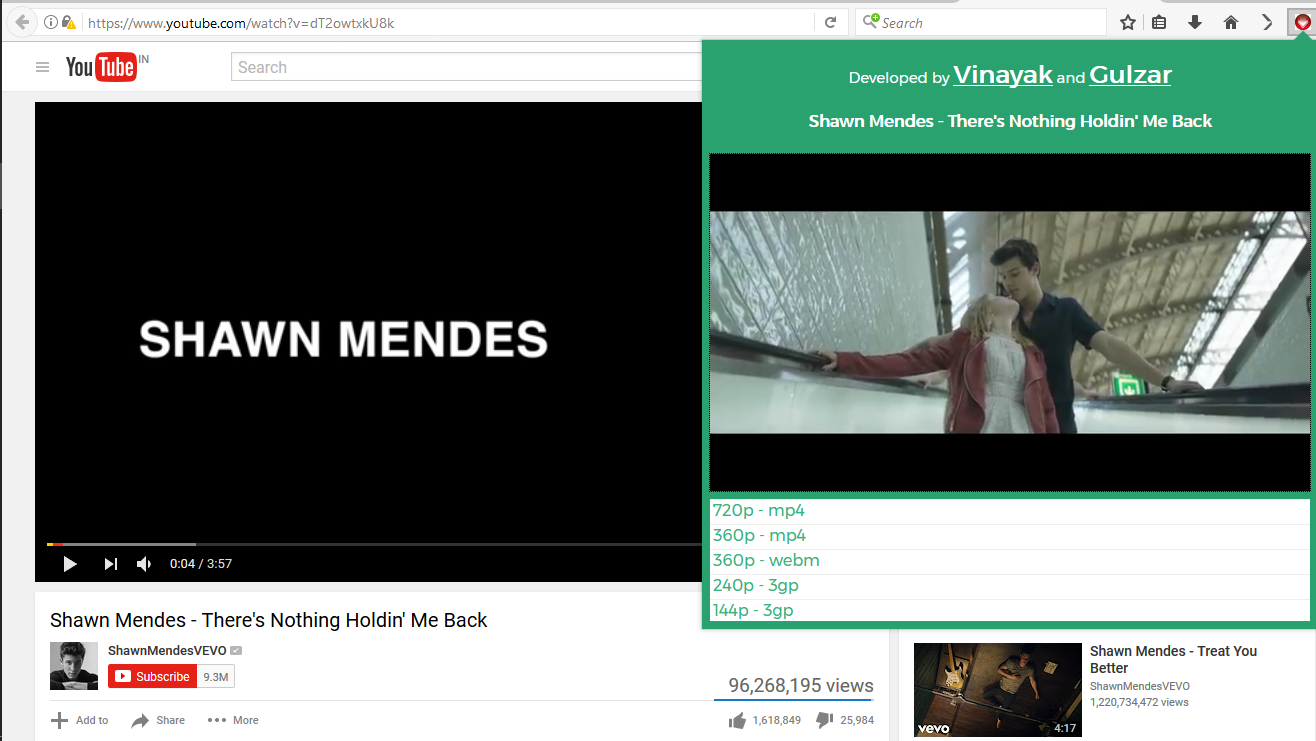 https://www.youtube.com/watch?v=dT2owtxkU8k
Search
YouTube IN
Search
Developed by Vinayak and Gulzar
Shawn Mendes - There's Nothing Holdin' Me Back
SHAWN MENDES
0:04 / 3:57
720p - mp4
360p - mp4
360p - webm
240p - 3gp
144p - 3gp
Shawn Mendes - There's Nothing Holdin' Me Back
ShawnMendesVEVO
Subscribe 9.3M
96,268,195 views
Add to Share More
1,618,849 25,984
Shawn Mendes - Treat You
Better
ShawnMendesVEVO
1,220,734,472 views
vevo
4:17